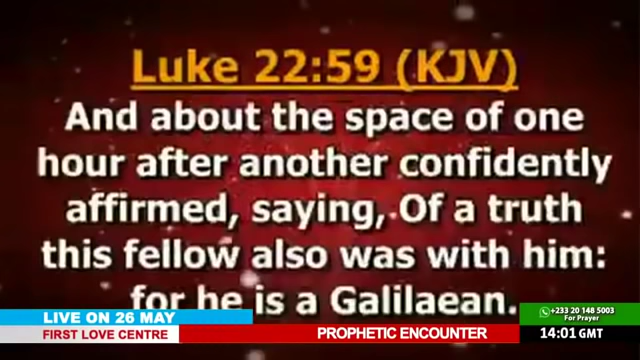 Luke 22:59 (KJV)
And about the space of one
hour after another confidently
affirmed, saying, Of a truth
this fellow also was with him:
for he is a Galilaean.
LIVE ON 26 MAY
FIRST LOVE CENTRE
PROPHETIC ENCOUNTER
+233 20 148 5003
For Prayer
14:01 GMT